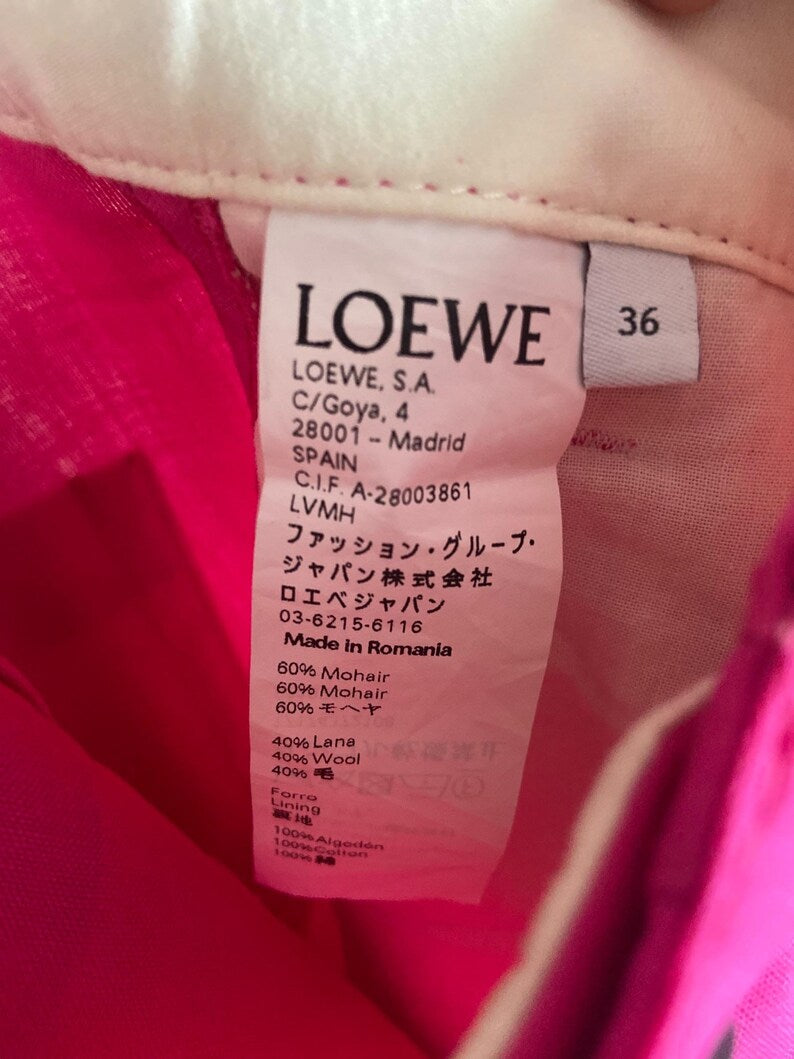 LOEWE
36
LOEWE, S.A.
C/Goya, 4
28001 – Madrid
SPAIN
C.I.F. A-28003861
LVMH
ファッション・グループ・
ジャパン株式会社
ロエベジャパン
03-6215-6116
Made in Romania
60% Mohair
60% Mohair
60% モヘヤ
40% Lana
40% Wool
40% 毛
Forro
Lining
裏地
100% Algodón
100% Cotton
100% 綿